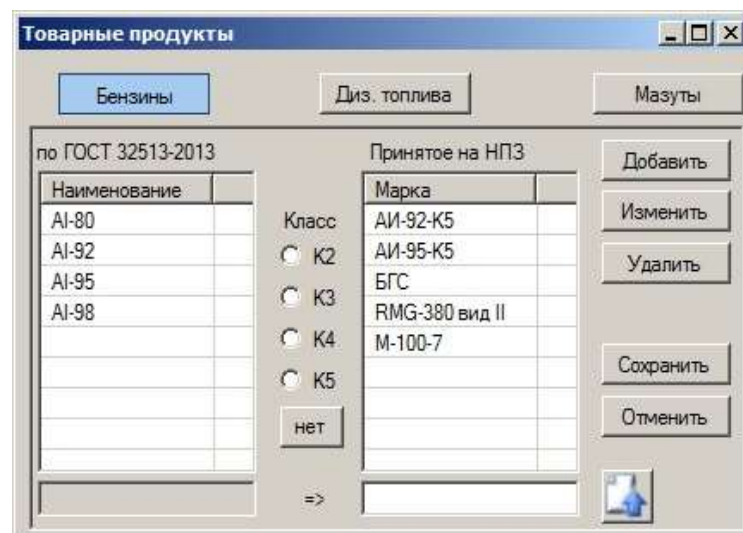 Товарные продукты
Бензины
Диз. топлива
Мазуты
по ГОСТ 32513-2013
Принятое на НПЗ
Добавить
Наименование
Марка
Изменить
AI-80
Класс
АИ-92-К5
AI-92
К2
АИ-95-К5
Удалить
AI-95
К3
БГС
AI-98
RMG-380 вид II
К4
М-100-7
Сохранить
К5
нет
Отменить
=>